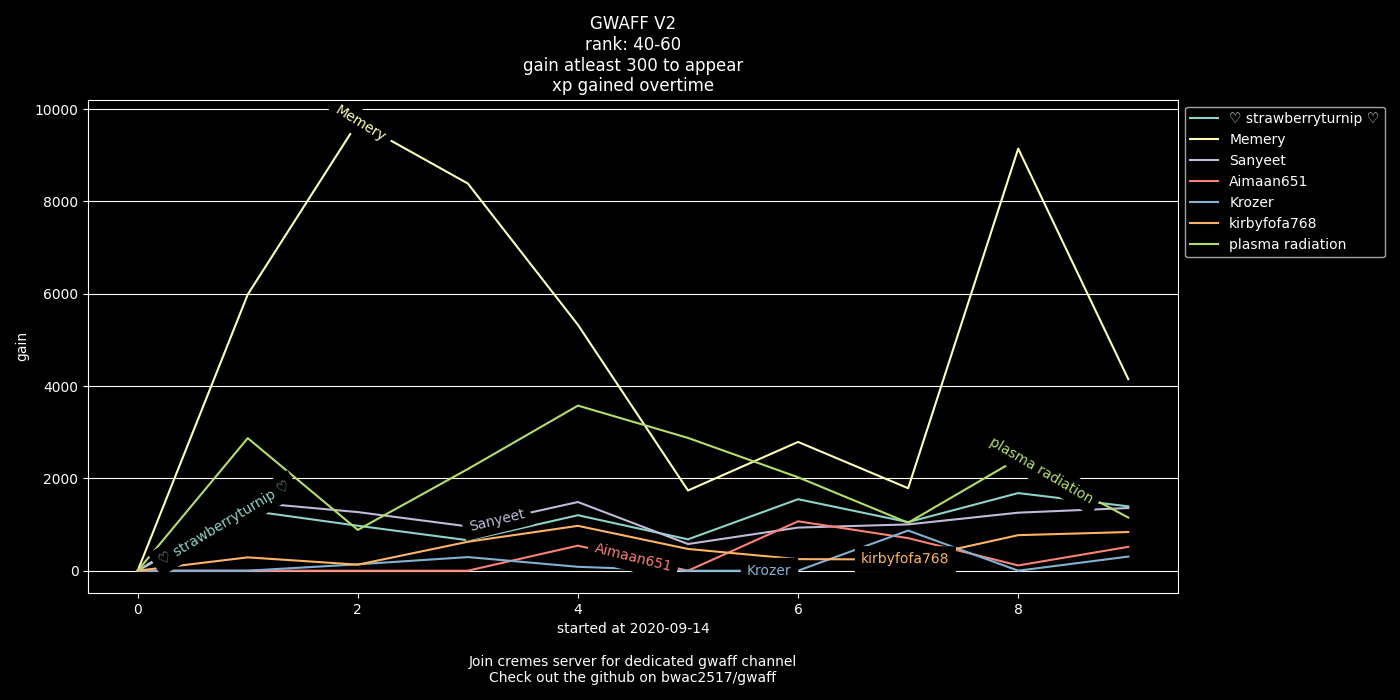 GWAFF V2
rank: 40-60
gain atleast 300 to appear
xp gained overtime
10000
8000
6000
4000
2000
0
gain
Memery
♡ strawberryturnip ♡
Sanyeet
Aimaan651
Krozer
kirbyfofa768
plasma radiation
♡ strawberryturnip ♡
Memery
Sanyeet
Aimaan651
Krozer
kirbyfofa768
plasma radiation
0 2 4 6 8
started at 2020-09-14
Join cremes server for dedicated gwaff channel
Check out the github on bwac2517/gwaff